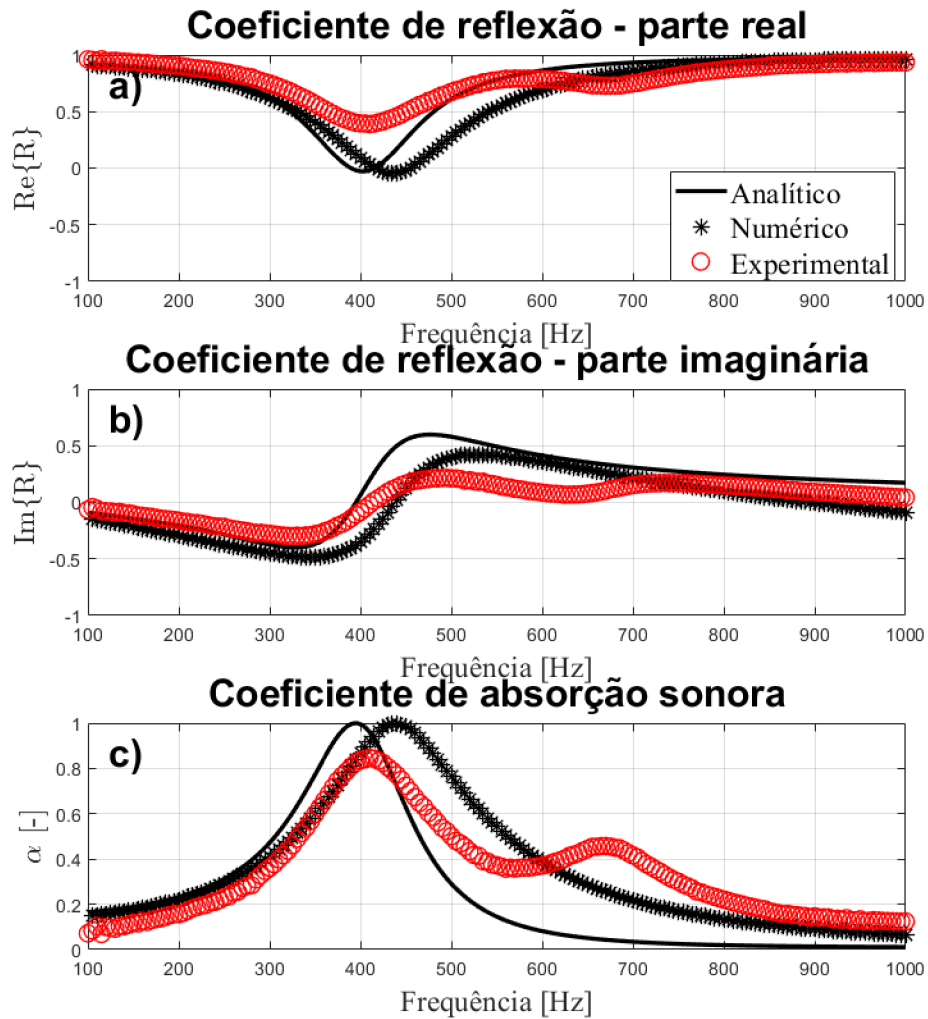 Coeficiente de reflexão - parte real
1
a)
0.5
Re{R}
0
-0.5
-1
Analítico
Numérico
Experimental
100 200 300 400 500 600 700 800 900 1000
Frequência [Hz]
Coeficiente de reflexão - parte imaginária
1
b)
0.5
Im{R}
0
-0.5
-1
100 200 300 400 500 600 700 800 900 1000
Frequência [Hz]
Coeficiente de absorção sonora
1
c)
0.8
0.6
α [-]
0.4
0.2
0
100 200 300 400 500 600 700 800 900 1000
Frequência [Hz]